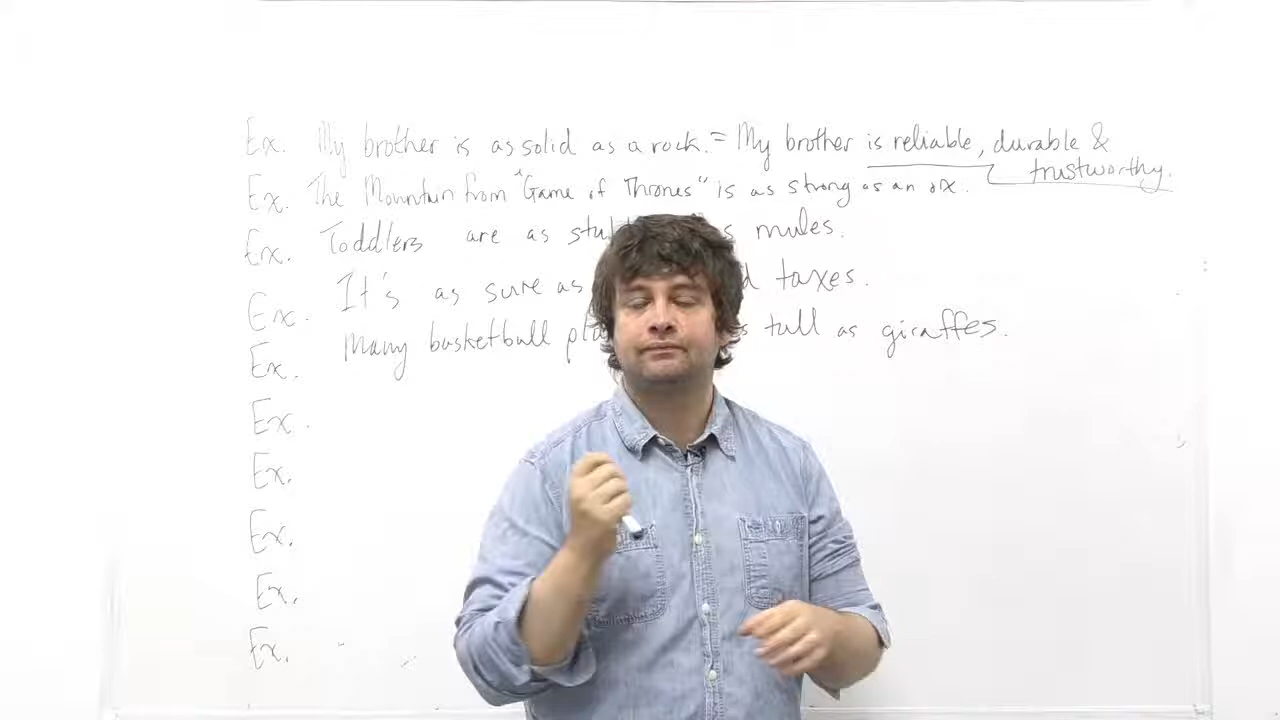 Ex. My brother is as solid as a rock. = My brother is reliable, durable &
trustworthy.
Ex. The Mountain from "Game of Thrones" is as strong as an ox.
Ex. Toddlers are as mules.
Ex. It's as sure as taxes.
Ex. Many basketball tall as giraffes.
Ex.
Ex.
Ex.
Ex.
Ex.